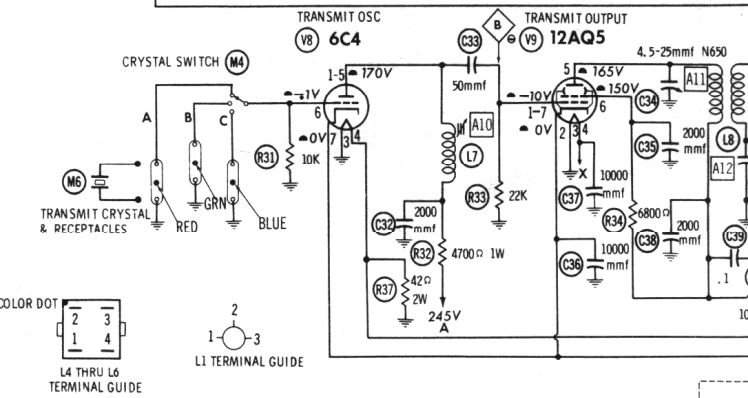 TRANSMIT OSC
V8 6C4
B
TRANSMIT OUTPUT
V9 12AQ5
CRYSTAL SWITCH M4
C33
50mmf
4.5-25mmf N650
1-5 170V
5 165V
150V
A11
C34
-1V
6
-10V
1-7
6
0V 7
3 4
0V
2 3 4
A
B
C
R31
10K
A10
L7
R33
22K
X
C37
10000
mmf
C35
2000
mmf
L8
A12
M6
TRANSMIT CRYSTAL
& RECEPTACLES
RED
GRN
BLUE
C32
2000
mmf
R32
4700Ω 1W
R34
6800Ω
C38
2000
mmf
C39
.1
C36
10000
mmf
R37
42Ω
2W
245V
A
COLOR DOT
2 3
1 4
L4 THRU L6
TERMINAL GUIDE
2
1 3
L1 TERMINAL GUIDE
10